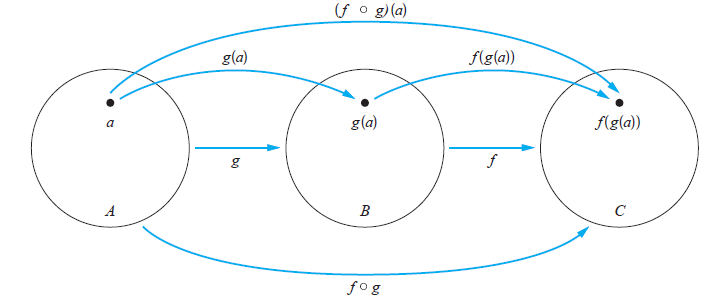 (f ∘ g)(a)
g(a) f(g(a))
a g(a) f(g(a))
g f
A B C
f ∘ g